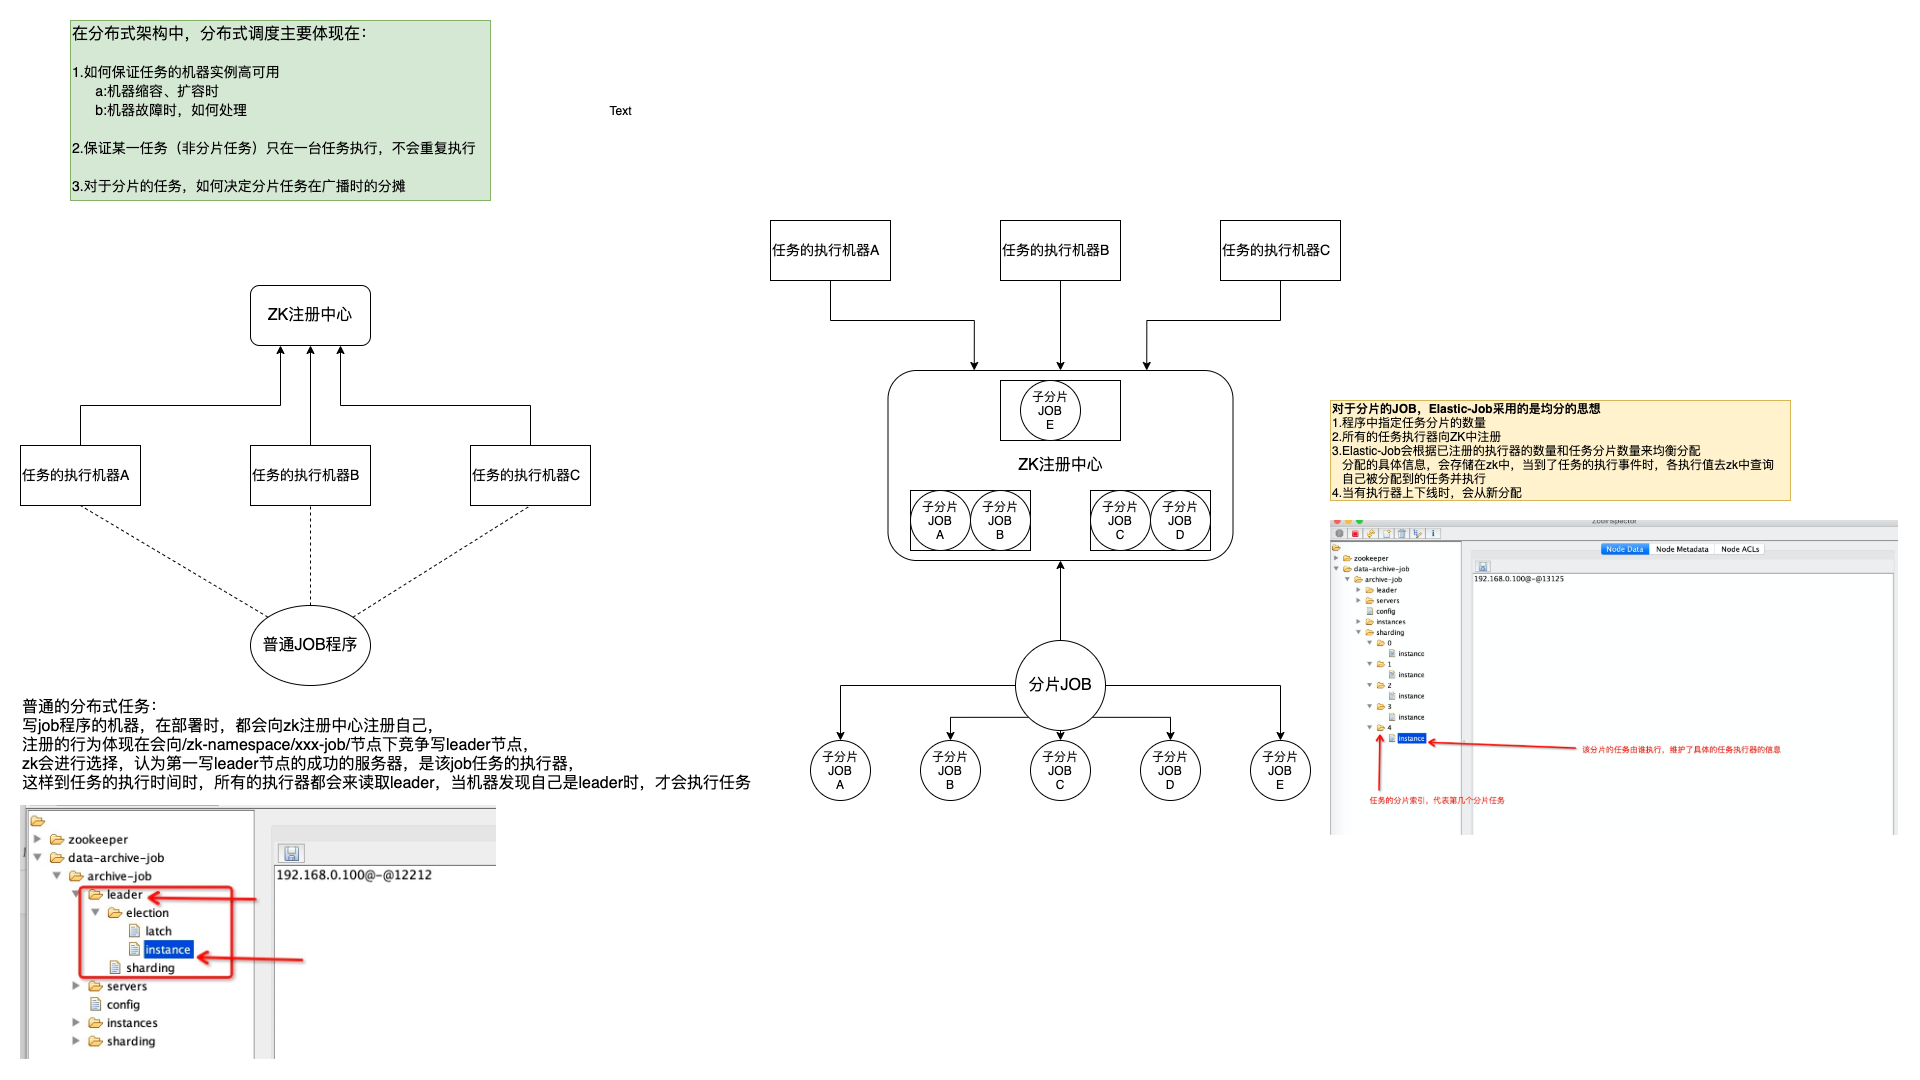 在分布式架构中，分布式调度主要体现在：
1.如何保证任务的机器实例高可用
a:机器缩容、扩容时
b:机器故障时，如何处理
2.保证某一任务（非分片任务）只在一台任务执行，不会重复执行
3.对于分片的任务，如何决定分片任务在广播时的分摊
Text
ZK注册中心
任务的执行机器A
任务的执行机器B
任务的执行机器C
普通JOB程序
普通的分布式任务：
写job程序的机器，在部署时，都会向zk注册中心注册自己，
注册的行为体现在会向/zk-namespace/xxx-job/节点下竞争写leader节点，
zk会进行选择，认为第一写leader节点的成功的服务器，是该job任务的执行器，
这样到任务的执行时间时，所有的执行器都会来读取leader，当机器发现自己是leader时，才会执行任务
zookeeper
data-archive-job
archive-job
leader
election
latch
instance
sharding
servers
config
instances
sharding
192.168.0.100@-@12212
任务的执行机器A
任务的执行机器B
任务的执行机器C
子分片
JOB
E
ZK注册中心
子分片
JOB
A
子分片
JOB
B
子分片
JOB
C
子分片
JOB
D
分片JOB
子分片
JOB
A
子分片
JOB
B
子分片
JOB
C
子分片
JOB
D
子分片
JOB
E
对于分片的JOB，Elastic-Job采用的是均分的思想
1.程序中指定任务分片的数量
2.所有的任务执行器向ZK中注册
3.Elastic-Job会根据已注册的执行器的数量和任务分片数量来均衡分配
分配的具体信息，会存储在zk中，当到了任务的执行事件时，各执行值去zk中查询
自己被分配到的任务并执行
4.当有执行器上下线时，会从新分配
ZooInspector
Node Data
Node Metadata
Node ACLs
zookeeper
data-archive-job
archive-job
leader
servers
config
instances
sharding
0
instance
1
instance
2
instance
3
instance
4
instance
192.168.0.100@-@13125
该分片的任务由谁执行，维护了具体的任务执行器的信息
任务的分片索引，代表第几个分片任务